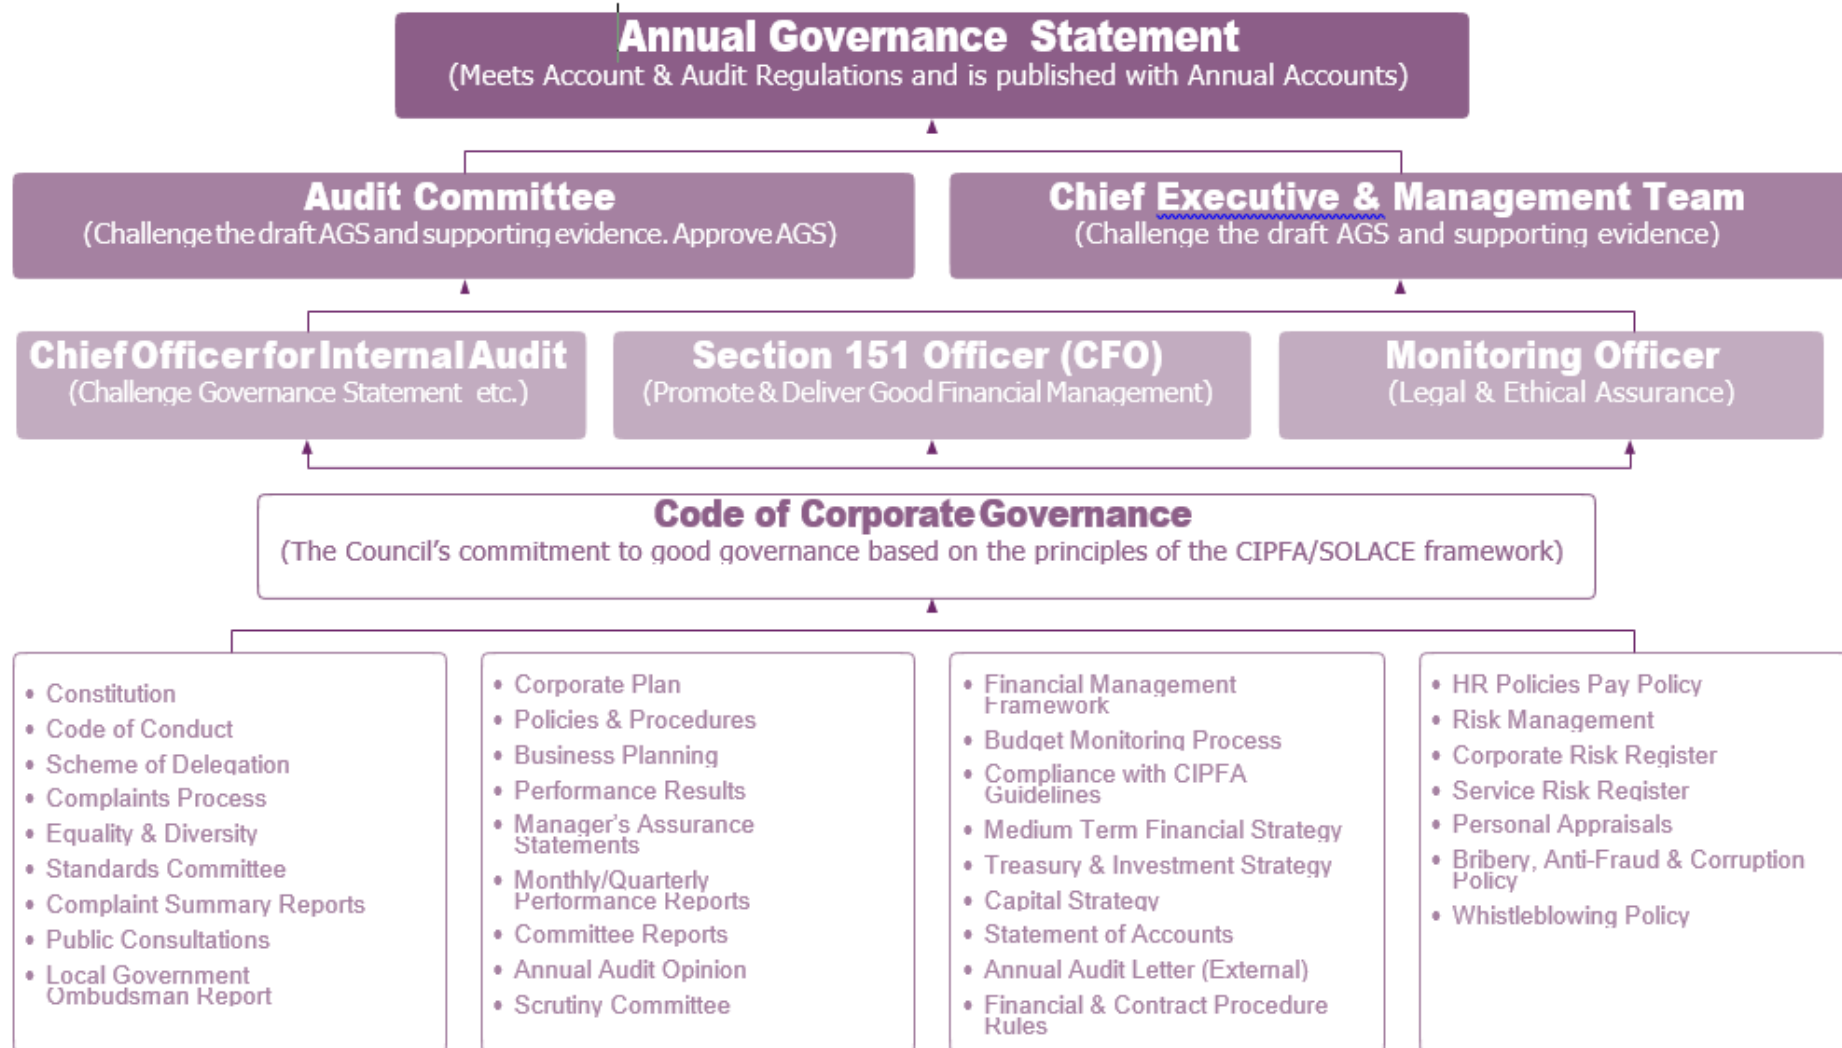 Annual Governance Statement
(Meets Account & Audit Regulations and is published with Annual Accounts)
Audit Committee
(Challenge the draft AGS and supporting evidence. Approve AGS)
Chief Executive & Management Team
(Challenge the draft AGS and supporting evidence)
Chief Officer for Internal Audit
(Challenge Governance Statement etc.)
Section 151 Officer (CFO)
(Promote & Deliver Good Financial Management)
Monitoring Officer
(Legal & Ethical Assurance)
Code of Corporate Governance
(The Council's commitment to good governance based on the principles of the CIPFA/SOLACE framework)
• Constitution
• Code of Conduct
• Scheme of Delegation
• Complaints Process
• Equality & Diversity
• Standards Committee
• Complaint Summary Reports
• Public Consultations
• Local Government
Ombudsman Report
• Corporate Plan
• Policies & Procedures
• Business Planning
• Performance Results
• Manager's Assurance
Statements
• Monthly/Quarterly
Performance Reports
• Committee Reports
• Annual Audit Opinion
• Scrutiny Committee
• Financial Management
Framework
• Budget Monitoring Process
• Compliance with CIPFA
Guidelines
• Medium Term Financial Strategy
• Treasury & Investment Strategy
• Capital Strategy
• Statement of Accounts
• Annual Audit Letter (External)
• Financial & Contract Procedure
Rules
• HR Policies Pay Policy
• Risk Management
• Corporate Risk Register
• Service Risk Register
• Personal Appraisals
• Bribery, Anti-Fraud & Corruption
Policy
• Whistleblowing Policy